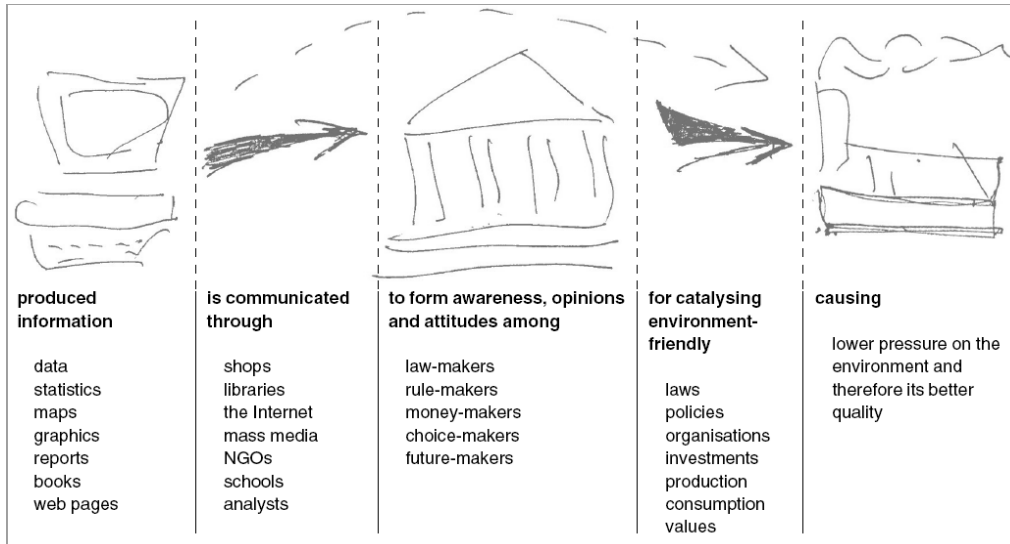 produced
information
data
statistics
maps
graphics
reports
books
web pages
is communicated
through
shops
libraries
the Internet
mass media
NGOs
schools
analysts
to form awareness, opinions
and attitudes among
law-makers
rule-makers
money-makers
choice-makers
future-makers
for catalysing
environment-
friendly
laws
policies
organisations
investments
production
consumption
values
causing
lower pressure on the
environment and
therefore its better
quality